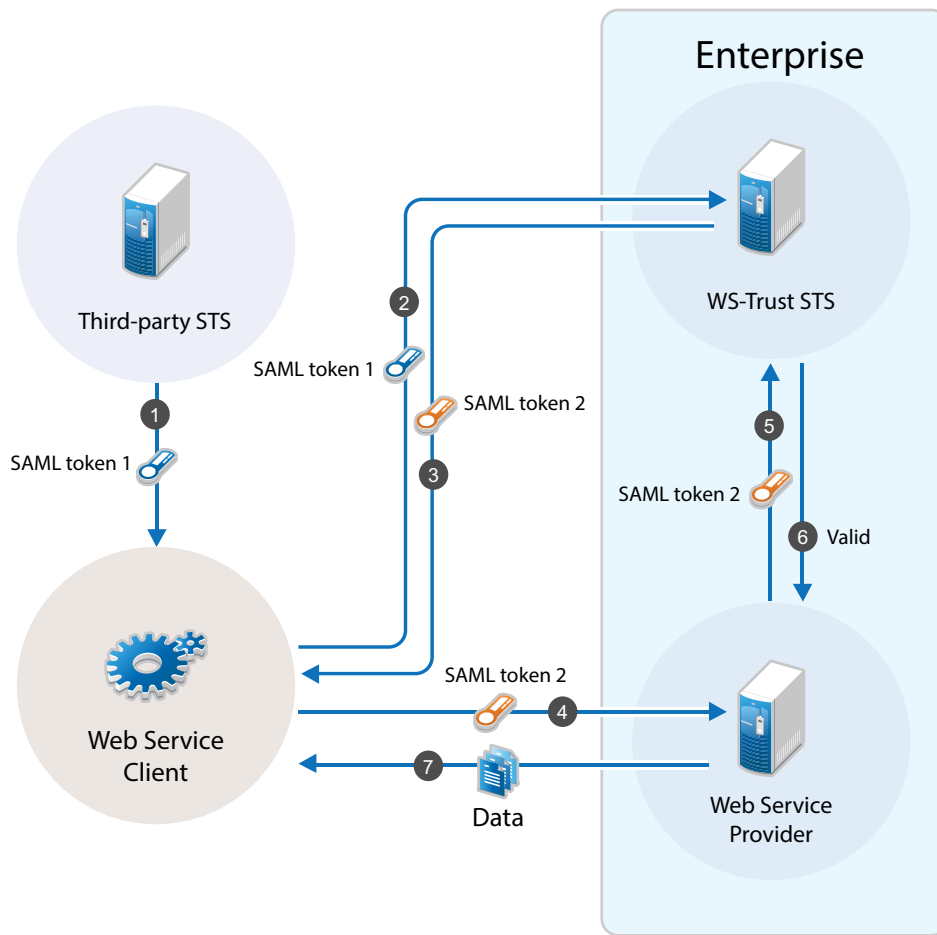 Enterprise
Third-party STS
WS-Trust STS
2
SAML token 1
SAML token 2
3
1
SAML token 1
5
SAML token 2
6 Valid
SAML token 2
4
Web Service
Client
7
Data
Web Service
Provider